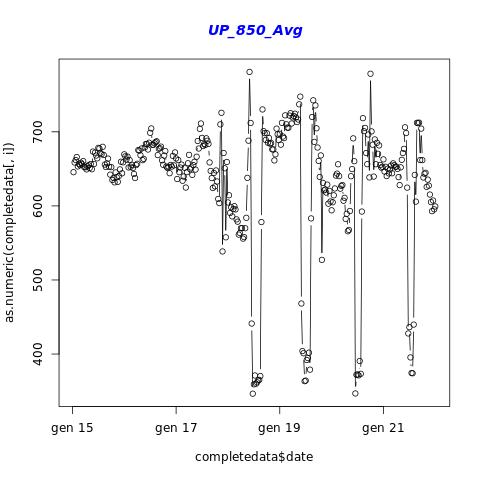 UP_850_Avg
as.numeric(completedata[, i])
700
600
500
400
gen 15
gen 17
gen 19
gen 21
completedata$date